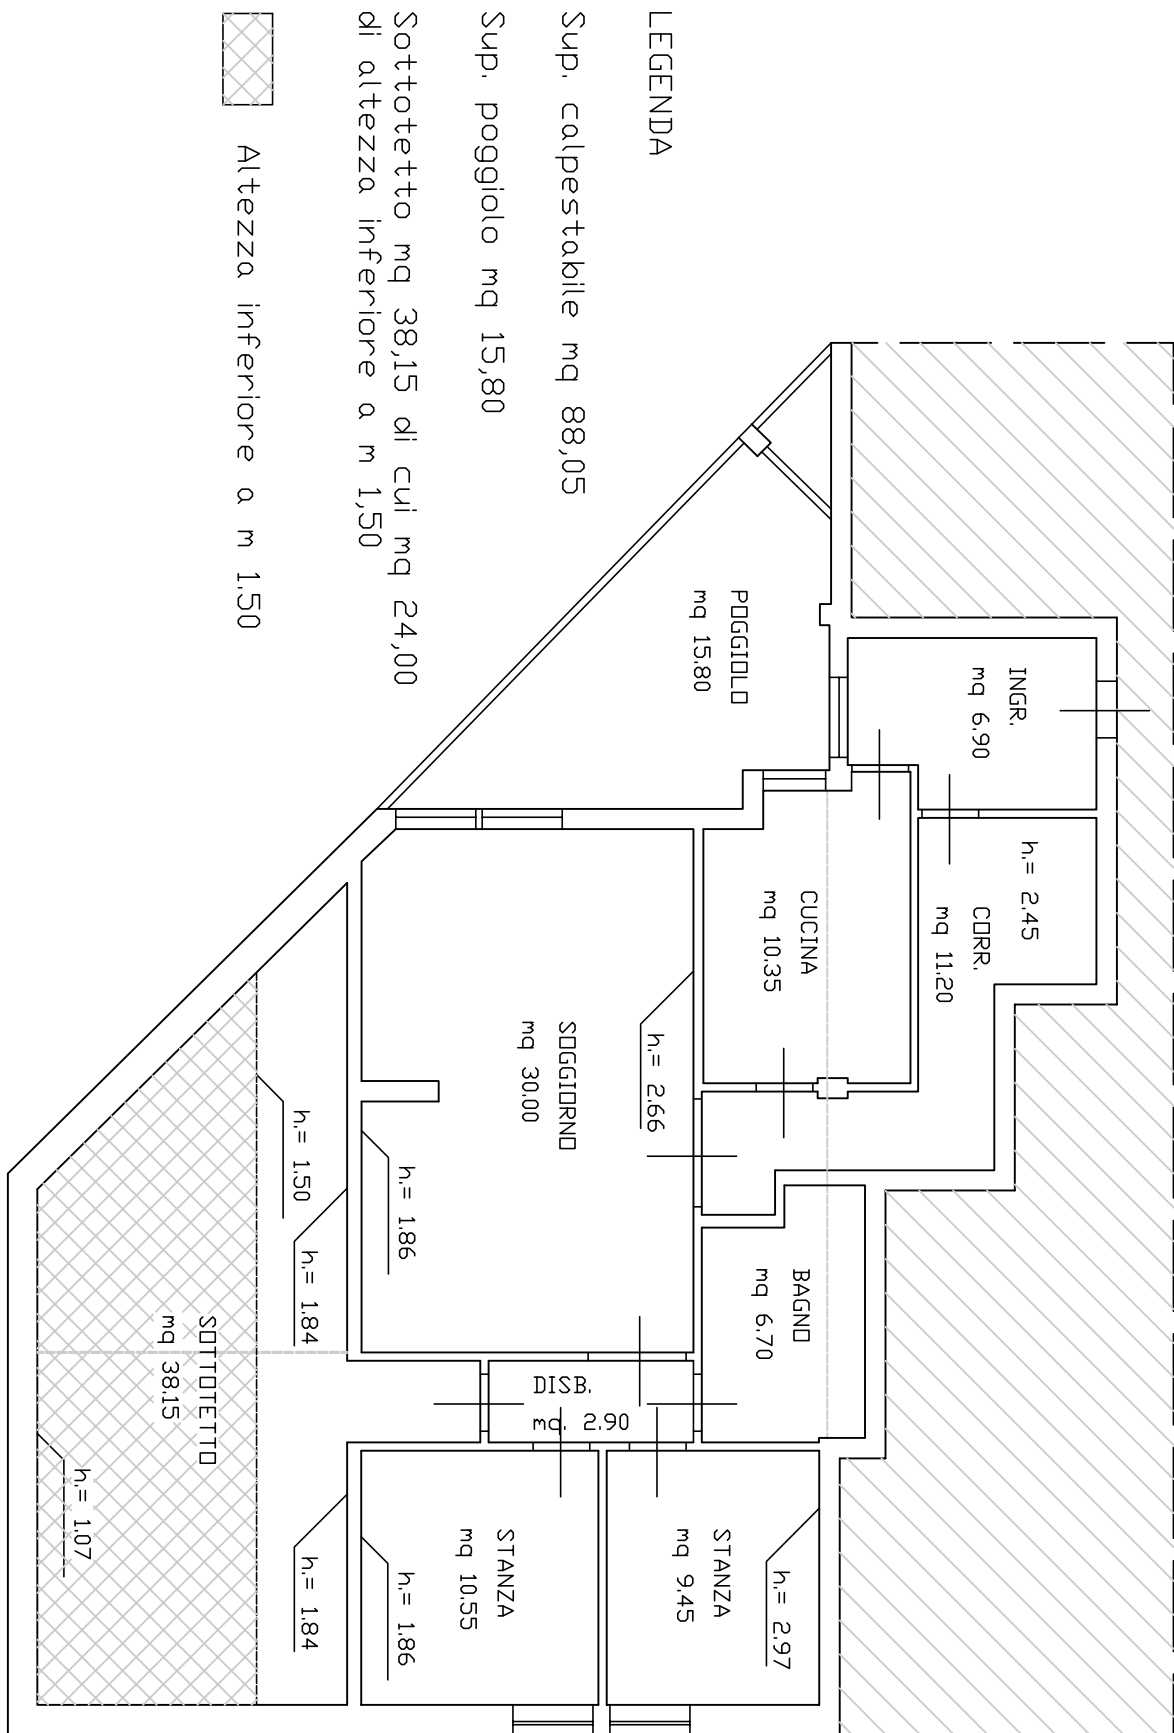 LEGENDA
Sup. calpestabile mq 88,05
Sup. poggiolo mq 15,80
Sottotetto mq 38,15 di cui mq 24,00
di altezza inferiore a m 1,50
Altezza inferiore a m 1.50
INGR.
mq 6.90
h.= 2.45
CORR.
mq 11.20
POGGIOLO
mq 15.80
CUCINA
mq 10.35
h.= 2.66
SOGGIORNO
mq 30.00
h.= 1.86
BAGNO
mq 6.70
DISB.
mq. 2.90
STANZA
mq 9.45
h.= 2.97
STANZA
mq 10.55
h.= 1.86
h.= 1.50
h.= 1.84
SOTTOTETTO
mq 38.15
h.= 1.84
h.= 1.07